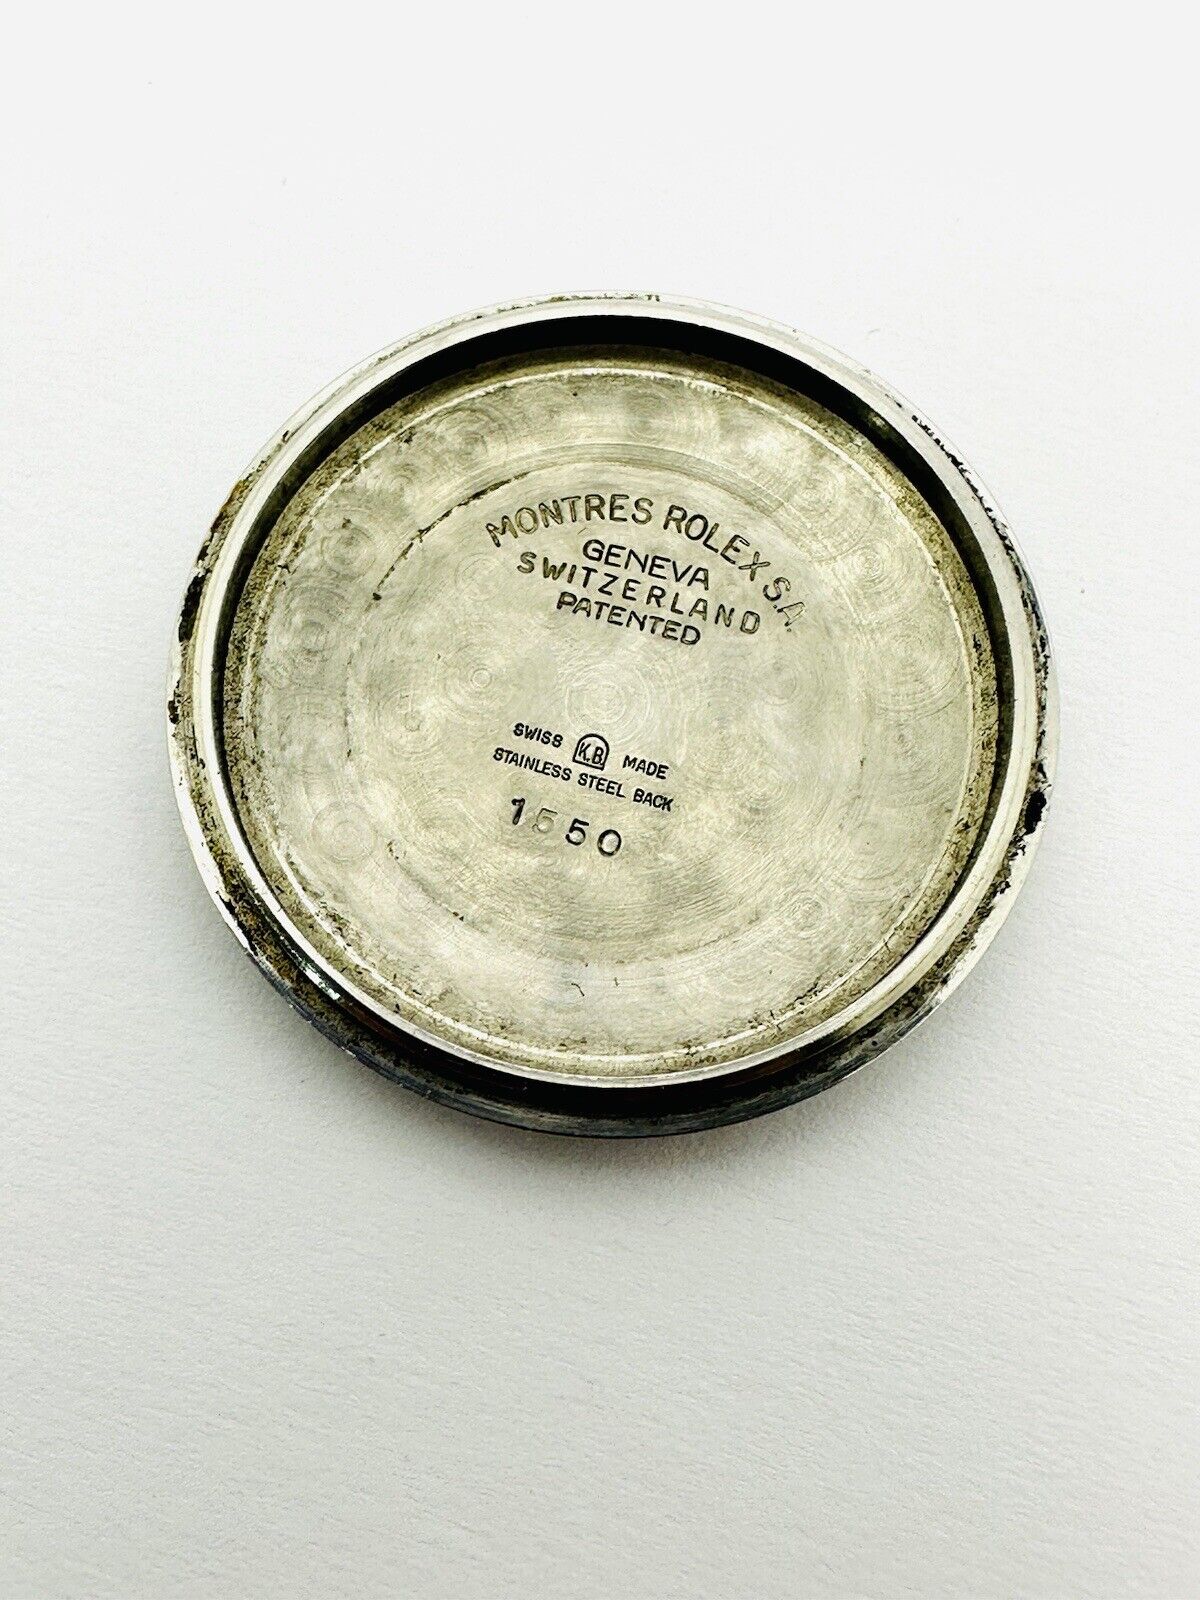 MONTRES ROLEX S.A.
GENEVA
SWITZERLAND
PATENTED
SWISS K.B. MADE
STAINLESS STEEL BACK
1550